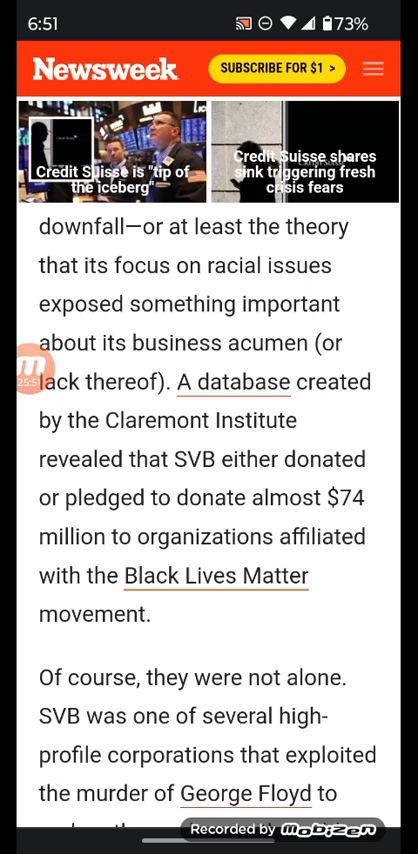 6:51
73%
Newsweek
SUBSCRIBE FOR $1 >
Credit Suisse is "tip of
the iceberg"
Credit Suisse shares
sink triggering fresh
crisis fears
downfall—or at least the theory
that its focus on racial issues
exposed something important
about its business acumen (or
lack thereof). A database created
25:51
by the Claremont Institute
revealed that SVB either donated
or pledged to donate almost $74
million to organizations affiliated
with the Black Lives Matter
movement.
Of course, they were not alone.
SVB was one of several high-
profile corporations that exploited
the murder of George Floyd to
Recorded by mobizen